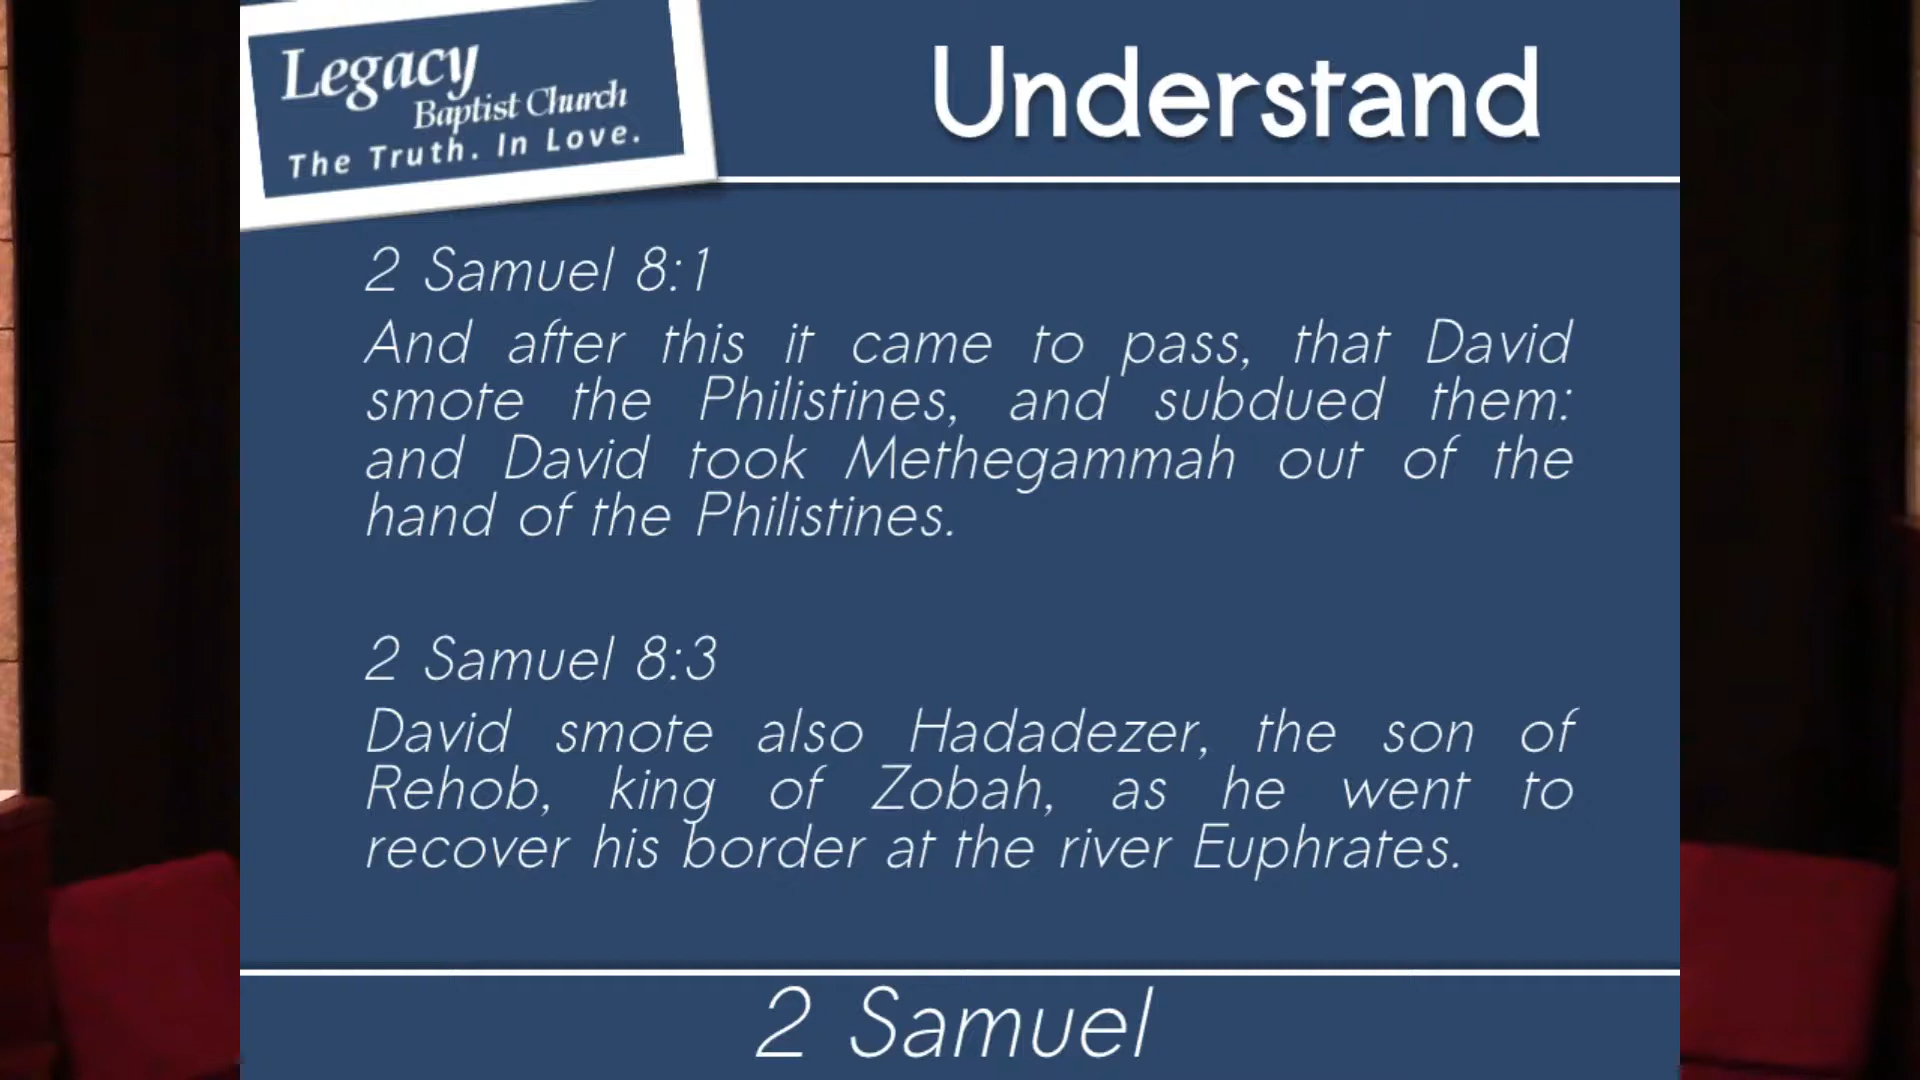 Legacy
Baptist Church
The Truth. In Love.
Understand
2 Samuel 8:1
And after this it came to pass, that David
smote the Philistines, and subdued them:
and David took Methegammah out of the
hand of the Philistines.
2 Samuel 8:3
David smote also Hadadezer, the son of
Rehob, king of Zobah, as he went to
recover his border at the river Euphrates.
2 Samuel